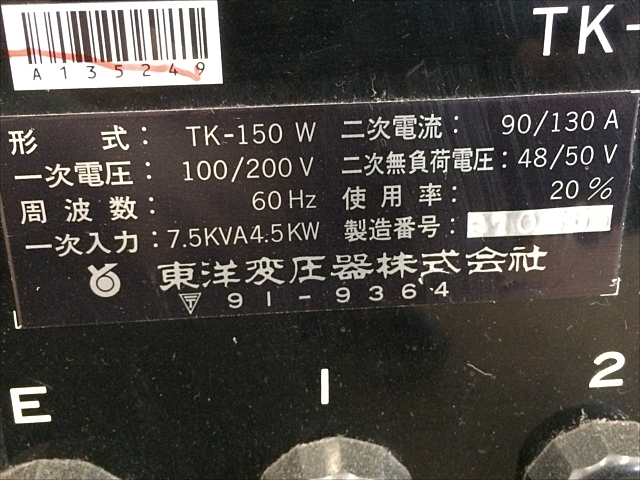 A135249
TK-
形 式: TK-150 W 二次電流: 90/130 A
一次電圧: 100/200 V 二次無負荷電圧: 48/50 V
周波数: 60 Hz 使用率: 20 %
一次入力: 7.5KVA4.5KW 製造番号:
東洋変圧器株式会社
〒 91-9364
E 1 2